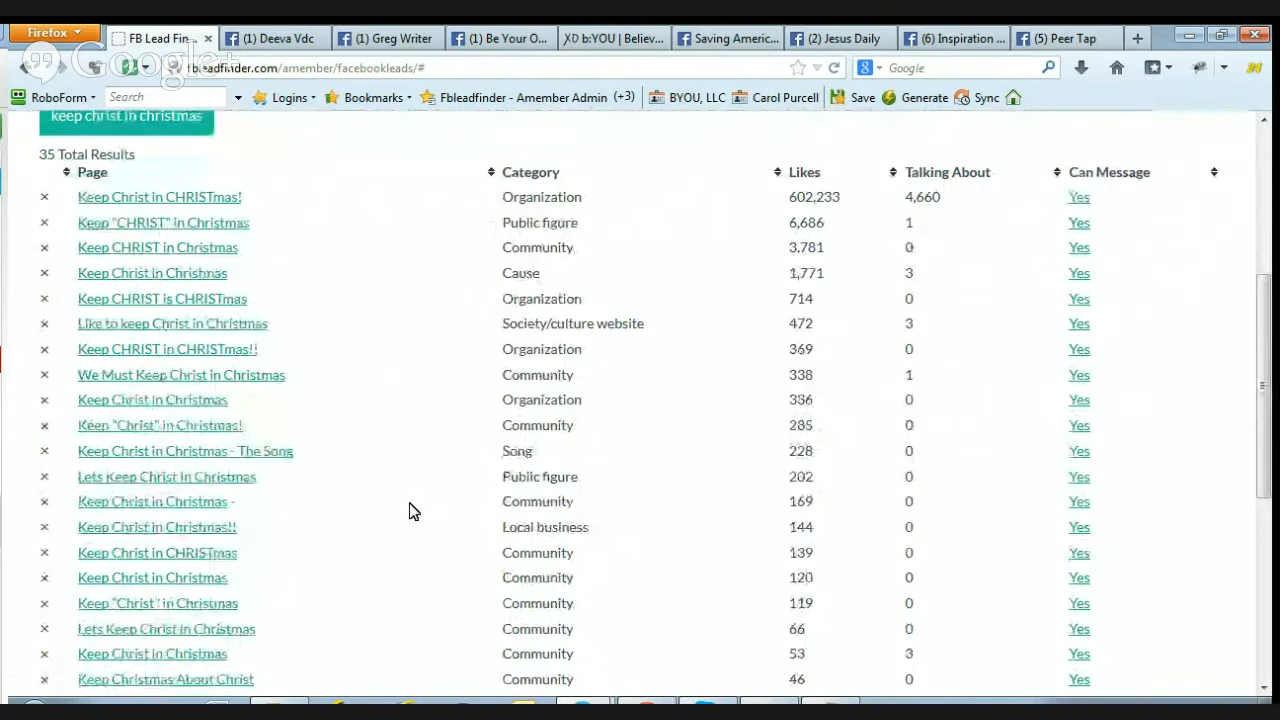 Firefox
FB Lead Fin... × (1) Deeva Vdc (1) Greg Writer (1) Be Your O... b:YOU | Believ... Saving Americ... (2) Jesus Daily (6) Inspiration ... (5) Peer Tap +
Google+
fbleadfinder.com/amember/facebookleads/# Google
RoboForm Search Logins Bookmarks Fbleadfinder - Amember Admin (+3) BYOU, LLC Carol Purcell Save Generate Sync
keep christ in christmas
35 Total Results
Page Category Likes Talking About Can Message
× Keep Christ in CHRISTmas! Organization 602,233 4,660 Yes
× Keep "CHRIST" in Christmas Public figure 6,686 1 Yes
× Keep CHRIST in Christmas Community 3,781 0 Yes
× Keep Christ in Christmas Cause 1,771 3 Yes
× Keep CHRIST is CHRISTmas Organization 714 0 Yes
× Like to keep Christ in Christmas Society/culture website 472 3 Yes
× Keep CHRIST in CHRISTmas!! Organization 369 0 Yes
× We Must Keep Christ in Christmas Community 338 1 Yes
× Keep Christ in Christmas Organization 336 0 Yes
× Keep "Christ" in Christmas! Community 285 0 Yes
× Keep Christ in Christmas - The Song Song 228 0 Yes
× Lets Keep Christ In Christmas Public figure 202 0 Yes
× Keep Christ in Christmas - Community 169 0 Yes
× Keep Christ in Christmas!! Local business 144 0 Yes
× Keep Christ in CHRISTmas Community 139 0 Yes
× Keep Christ in Christmas Community 120 0 Yes
× Keep "Christ" in Christmas Community 119 0 Yes
× Lets Keep Christ in Christmas Community 66 0 Yes
× Keep Christ in Christmas Community 53 3 Yes
× Keep Christmas About Christ Community 46 0 Yes